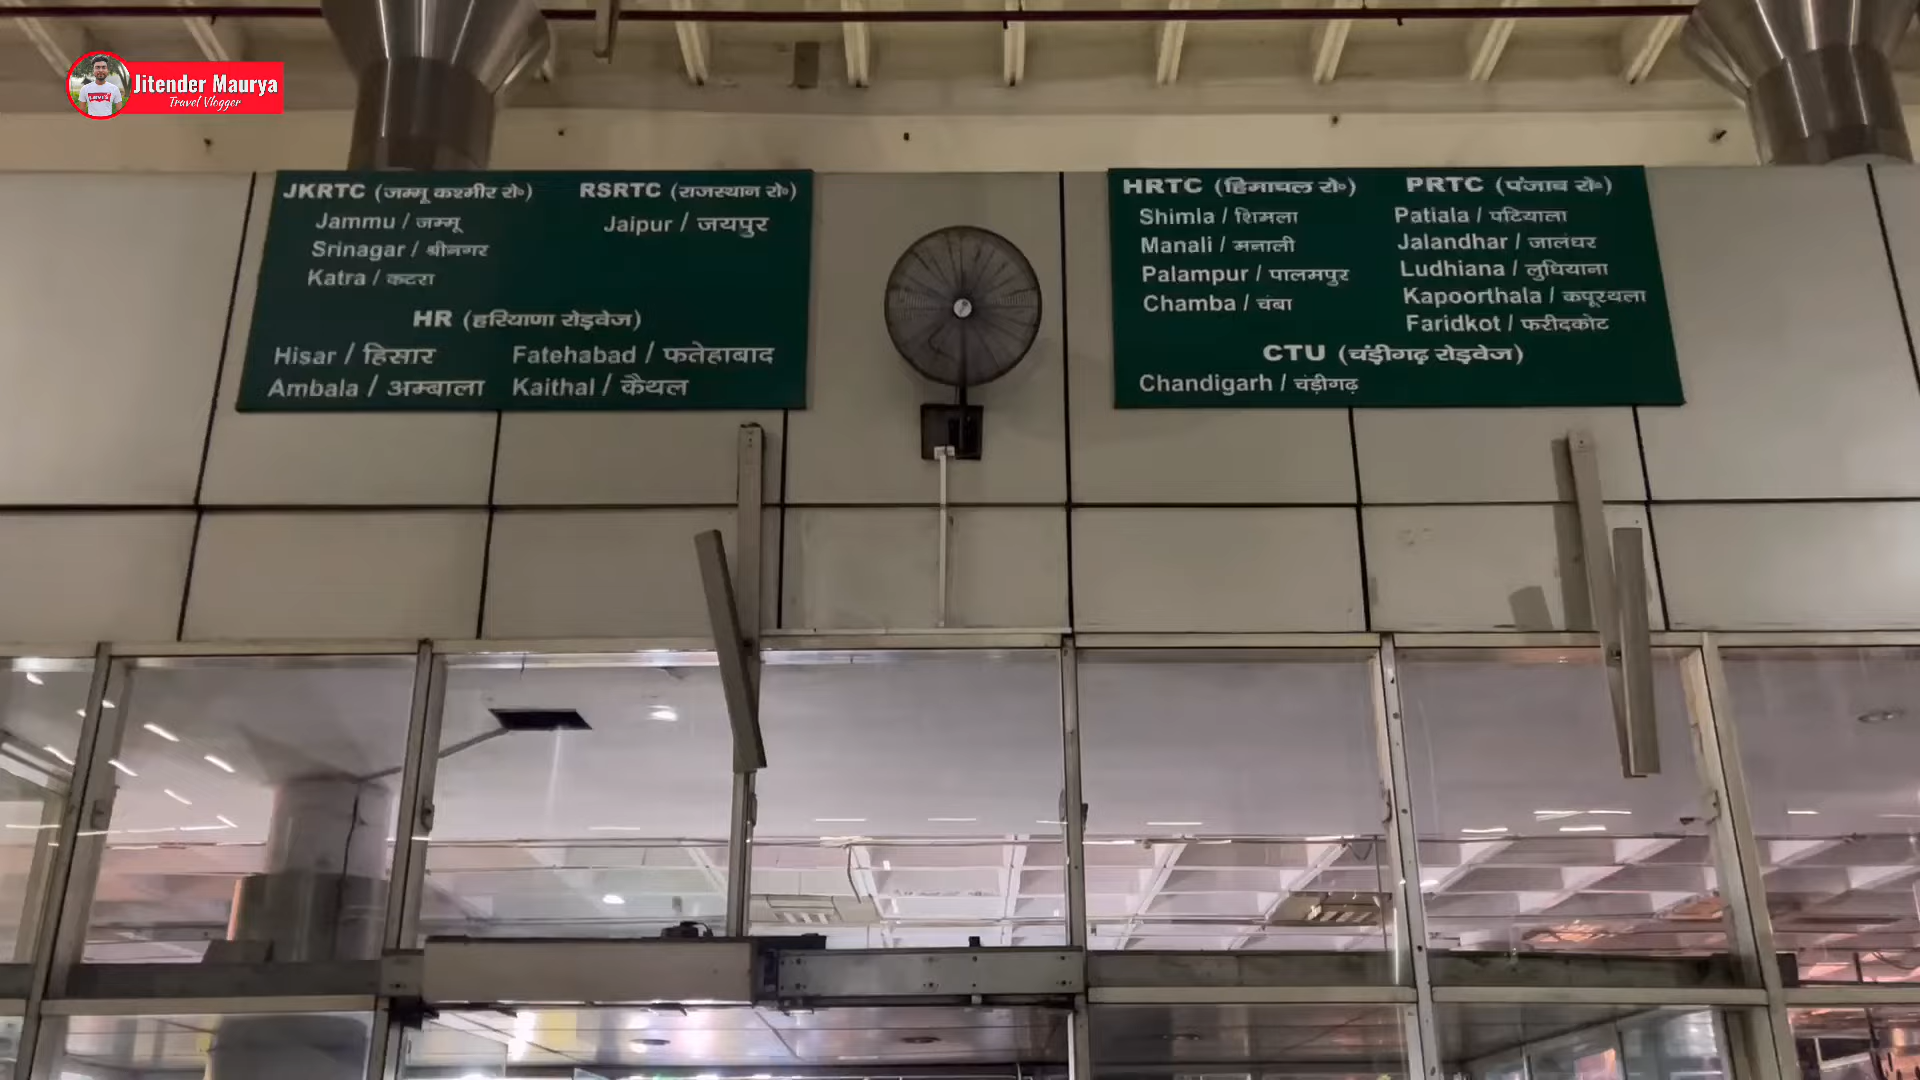 Jitender Maurya
Travel Vlogger
JKRTC (जम्मू कश्मीर रो०)
Jammu / जम्मू
Srinagar / श्रीनगर
Katra / कटरा
RSRTC (राजस्थान रो०)
Jaipur / जयपुर
HR (हरियाणा रोड़वेज)
Hisar / हिसार
Fatehabad / फतेहाबाद
Ambala / अम्बाला
Kaithal / कैथल
HRTC (हिमाचल रो०)
Shimla / शिमला
Manali / मनाली
Palampur / पालमपुर
Chamba / चंबा
PRTC (पंजाब रो०)
Patiala / पटियाला
Jalandhar / जालंधर
Ludhiana / लुधियाना
Kapoorthala / कपूरथला
Faridkot / फरीदकोट
CTU (चंड़ीगढ़ रोड़वेज)
Chandigarh / चंड़ीगढ़